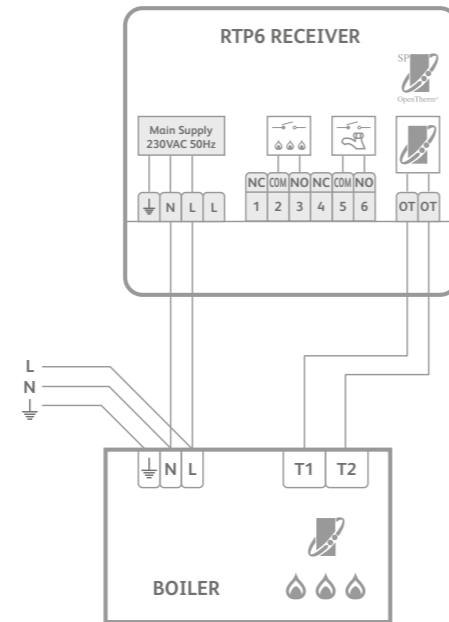 RTP6 RECEIVER
SP
OpenTherm®
Main Supply
230VAC 50Hz
NC COM NO NC COM NO
N L L 1 2 3 4 5 6 OT OT
L
N
N L T1 T2
BOILER